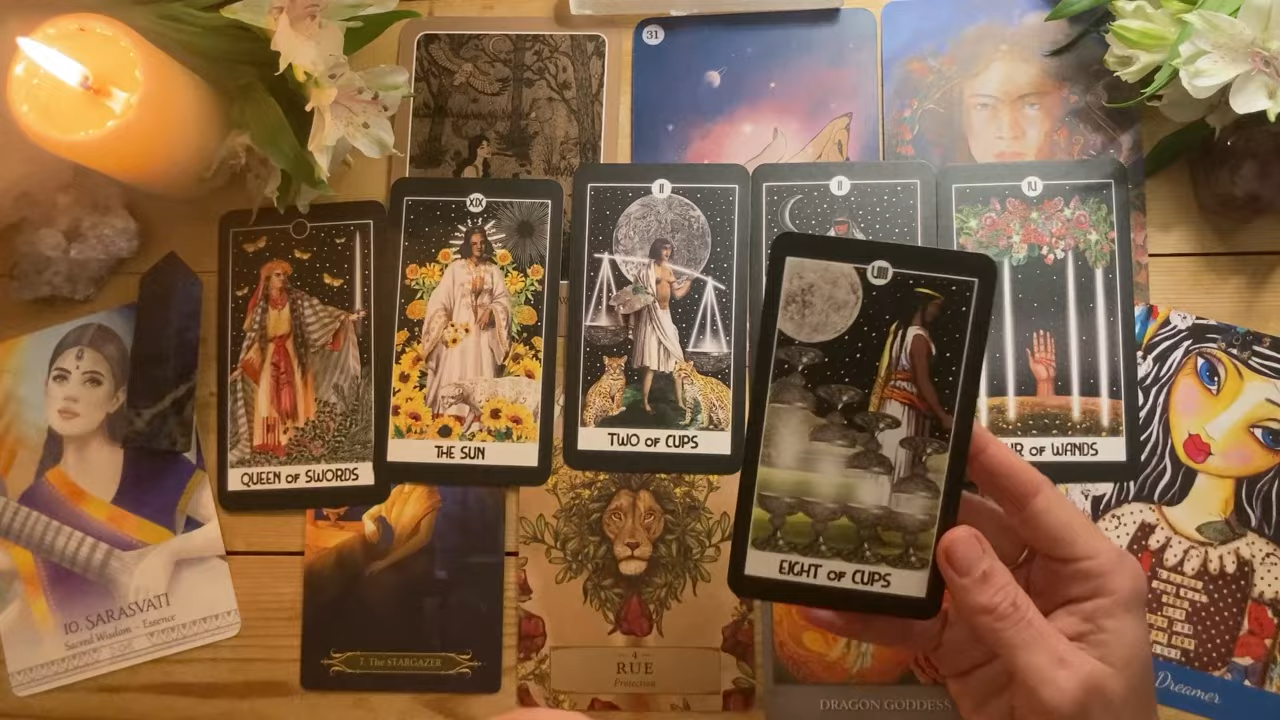 31
XIX
II
II
IV
VIII
QUEEN OF SWORDS
THE SUN
TWO OF CUPS
EIGHT OF CUPS
OF WANDS
10. SARASVATI
Sacred Wisdom - Essence
7. The STARGAZER
4
RUE
Protection
DRAGON GODDESS
Dreamer